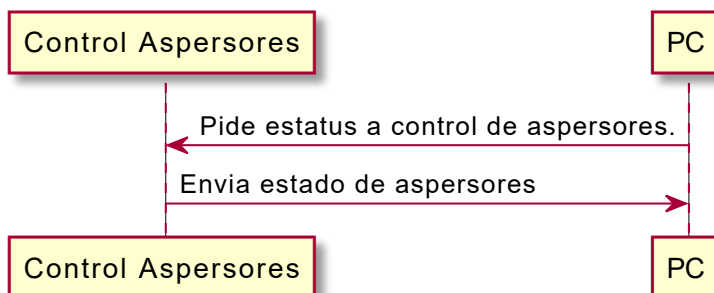 Control Aspersores
PC
Pide estatus a control de aspersores.
Envia estado de aspersores
Control Aspersores
PC